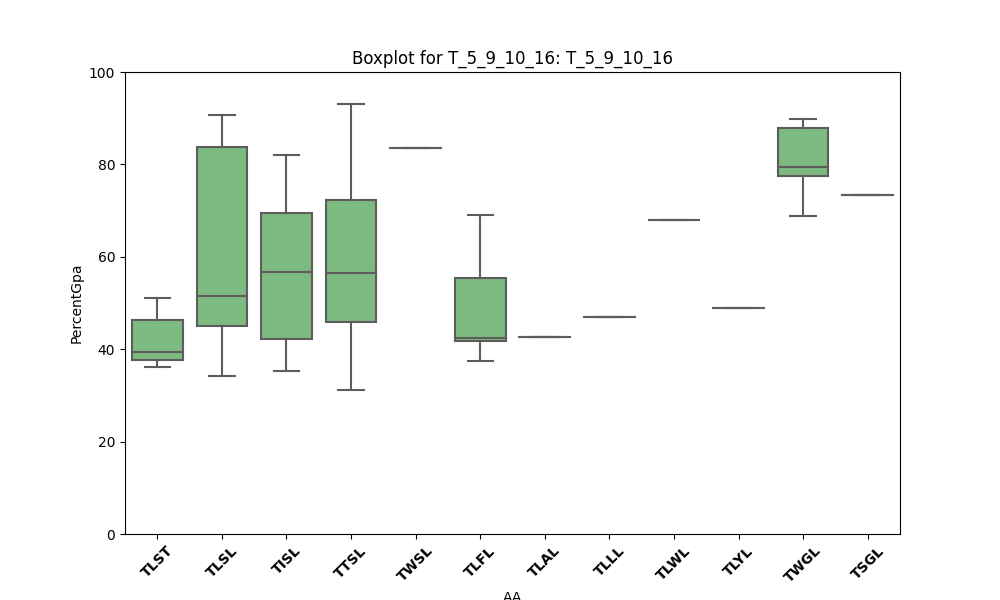 Boxplot for T_5_9_10_16: T_5_9_10_16
PercentGpa
100
80
60
40
20
0
TLST TLSL TISL TTSL TWSL TLFL TLAL TLLL TLWL TLYL TWGL TSGL
AA